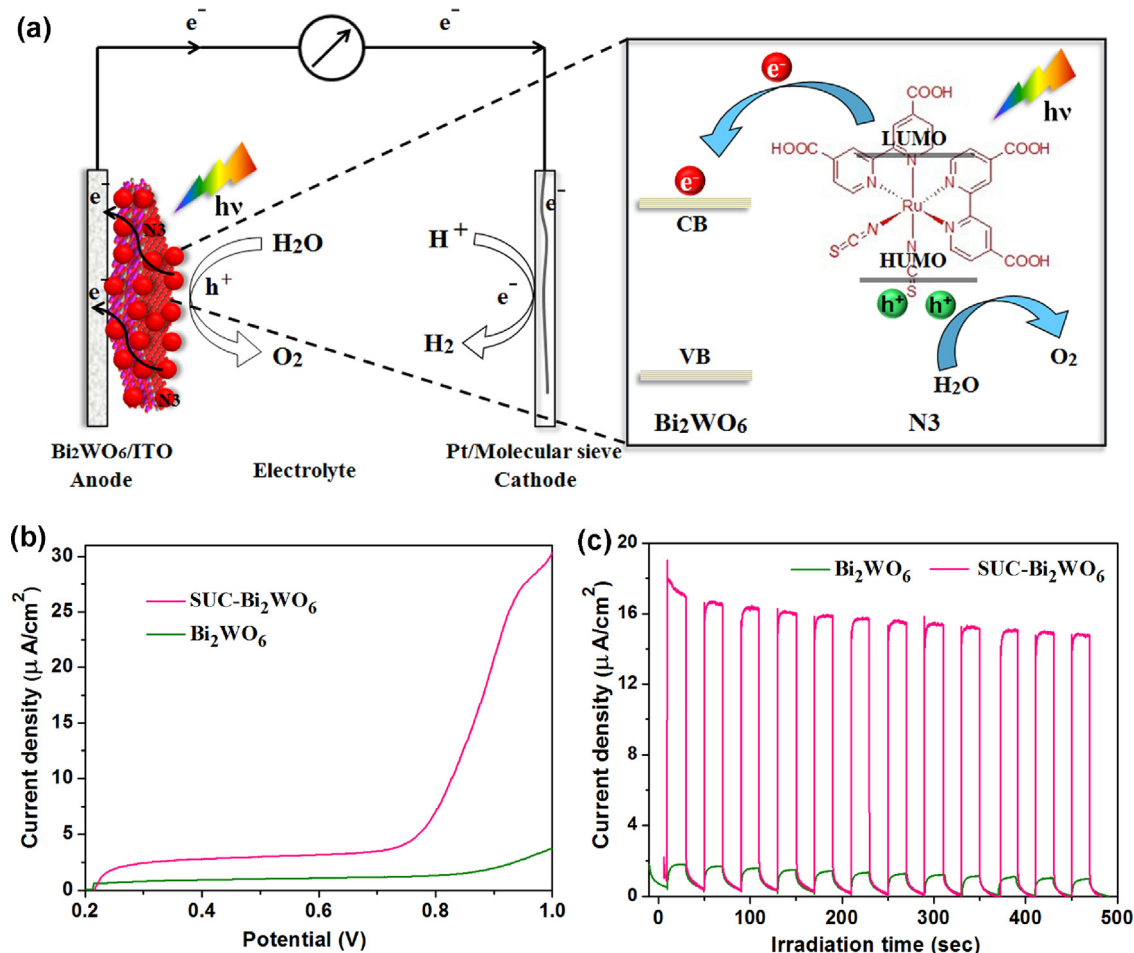 (a)
e⁻
e⁻
e⁻
hν
COOH
LUMO
HOOC
COOH
N
N
N
N
Ru
N
N
S
C
C
S
HUMO
COOH
h⁺
h⁺
e⁻
CB
VB
H₂O
O₂
Bi₂WO₆
N3
e⁻
e⁻
N3
N3
hν
H₂O
h⁺
O₂
H⁺
e⁻
e⁻
H₂
Bi₂WO₆/ITO
Anode
Electrolyte
Pt/Molecular sieve
Cathode
(b)
Current density (μ A/cm²)
30
25
20
15
10
5
0
0.2
0.4
0.6
0.8
1.0
Potential (V)
SUC-Bi₂WO₆
Bi₂WO₆
(c)
Current density (μ A/cm²)
20
16
12
8
4
0
0
100
200
300
400
500
Irradiation time (sec)
Bi₂WO₆
SUC-Bi₂WO₆